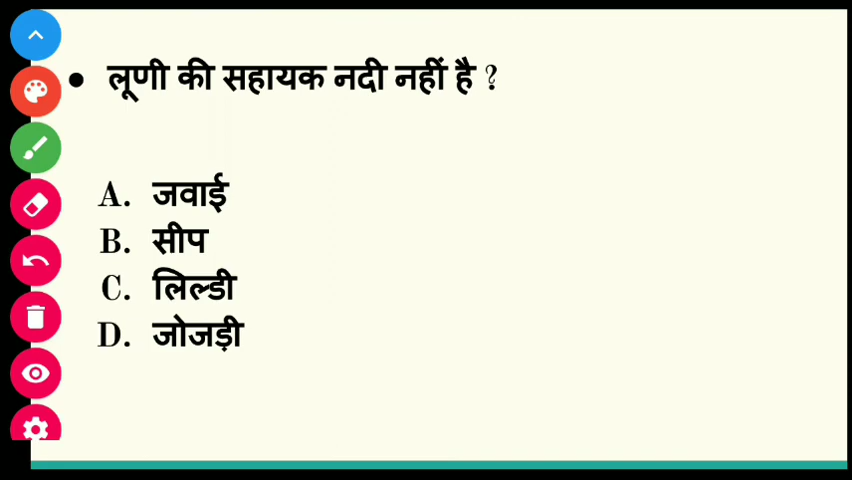 ● लूणी की सहायक नदी नहीं है ?
A. जवाई
B. सीप
C. लिल्डी
D. जोजड़ी